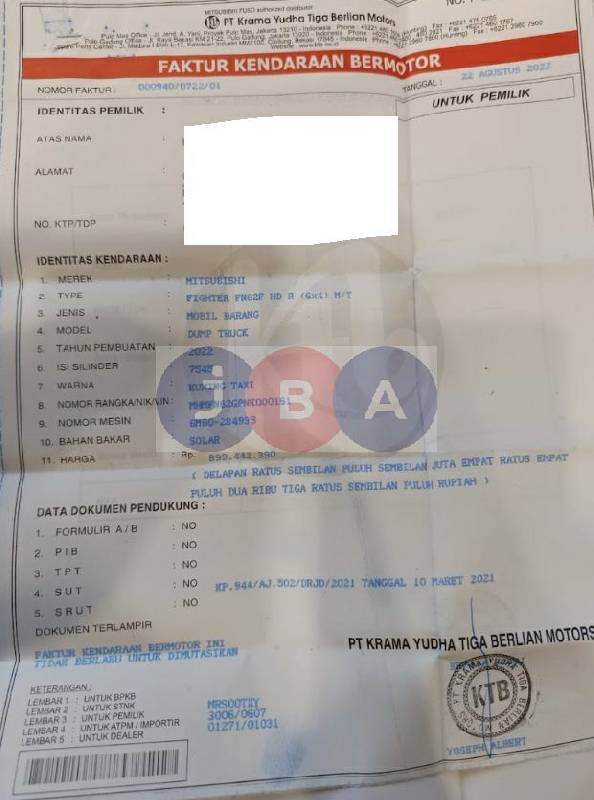 MITSUBISHI FUSO authorized distributor
PT Krama Yudha Tiga Berlian Motors
FAKTUR KENDARAAN BERMOTOR
NOMOR FAKTUR : 000940/0722/01
TANGGAL : 22 AGUSTUS 2022
UNTUK PEMILIK
IDENTITAS PEMILIK :
ATAS NAMA
ALAMAT
NO. KTP/TDP
IDENTITAS KENDARAAN :
1. MEREK : MITSUBISHI
2. TYPE : FIGHTER FN62F HD R (6x4) M/T
3. JENIS : MOBIL BARANG
4. MODEL : DUMP TRUCK
5. TAHUN PEMBUATAN : 2022
6. ISI SILINDER : 7545
7. WARNA : KUNING TAXI
8. NOMOR RANGKA/NIK/VIN :
9. NOMOR MESIN : 6M60-284933
10. BAHAN BAKAR : SOLAR
11. HARGA : Rp. 899.442.390,
( DELAPAN RATUS SEMBILAN PULUH SEMBILAN JUTA EMPAT RATUS EMPAT
PULUH DUA RIBU TIGA RATUS SEMBILAN PULUH RUPIAH )
jBA
DATA DOKUMEN PENDUKUNG :
1. FORMULIR A / B : NO
2. PIB : NO
3. TPT : NO
4. SUT : NO KP.944/AJ.502/DRJD/2021 TANGGAL 10 MARET 2021
5. SRUT : NO
DOKUMEN TERLAMPIR
FAKTUR KENDARAAN BERMOTOR INI
TIDAK BERLAKU UNTUK DIMUTASIKAN
PT KRAMA YUDHA TIGA BERLIAN MOTORS
KETERANGAN :
LEMBAR 1 : UNTUK BPKB
LEMBAR 2 : UNTUK STNK
LEMBAR 3 : UNTUK PEMILIK
LEMBAR 4 : UNTUK ATPM / IMPORTIR
LEMBAR 5 : UNTUK DEALER
3006/0607
01271/01031
KTB
YOSEPH ALBERT